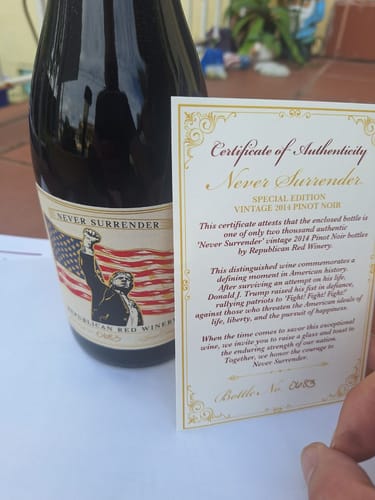 NEVER SURRENDER
REPUBLICAN RED WINERY
0683
Certificate of Authenticity
Never Surrender
SPECIAL EDITION
VINTAGE 2014 PINOT NOIR
This certificate attests that the enclosed bottle is
one of only two thousand authentic
'Never Surrender' vintage 2014 Pinot Noir bottles
by Republican Red Winery.
This distinguished wine commemorates a
defining moment in American history.
After surviving an attempt on his life,
Donald J. Trump raised his fist in defiance,
rallying patriots to 'Fight! Fight! Fight!'
against those who threaten the American ideals of
life, liberty, and the pursuit of happiness.
When the time comes to savor this exceptional
wine, we invite you to raise a glass and toast to
the enduring strength of our nation.
Together, we honor the courage to
Never Surrender.
Bottle No. 0683